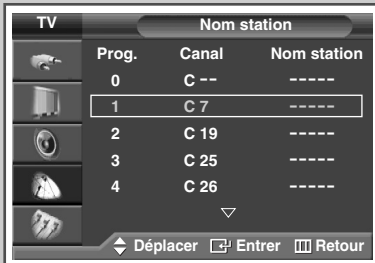 TV Nom station
Prog. Canal Nom station
0 C -- -----
1 C 7 -----
2 C 19 -----
3 C 25 -----
4 C 26 -----
Déplacer Entrer Retour